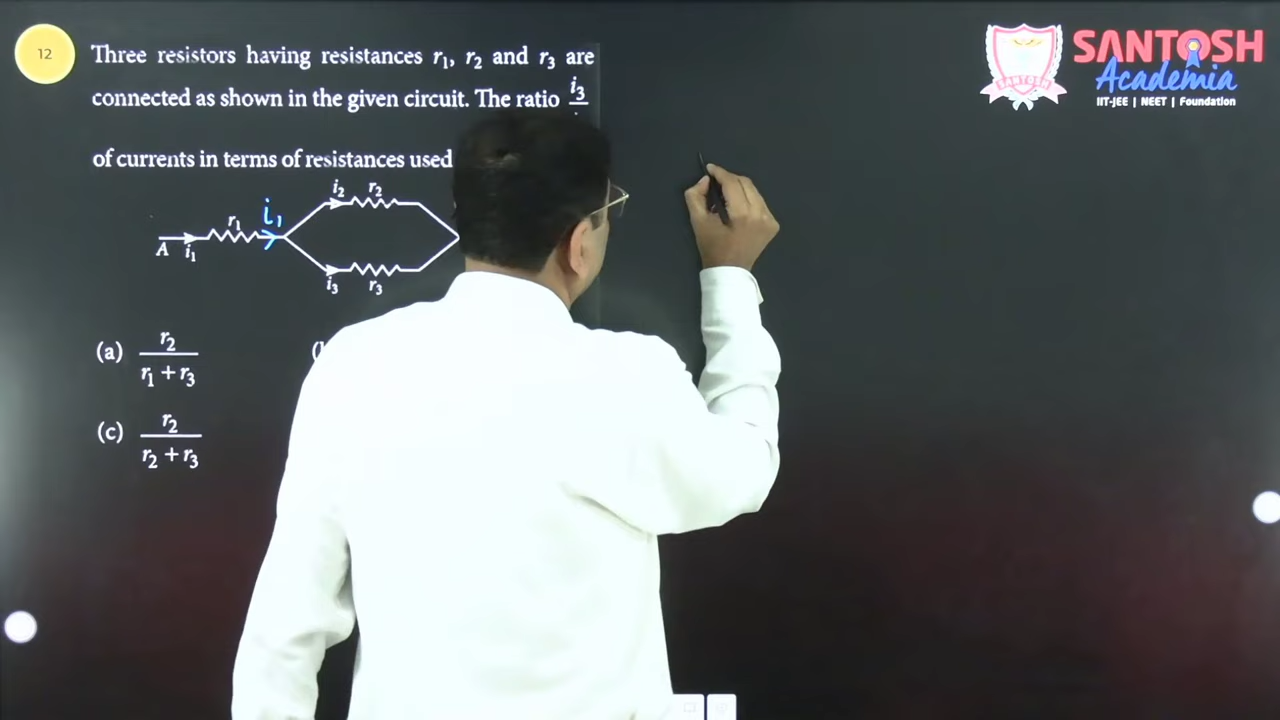 12
Three resistors having resistances r₁, r₂ and r₃ are
connected as shown in the given circuit. The ratio i₃
of currents in terms of resistances used
i₂ r₂
r₁ i₁
A i₁
i₃ r₃
(a) r₂ / r₁ + r₃
(c) r₂ / r₂ + r₃
SANTOSH
SANTOSH
Academia
IIT-JEE | NEET | Foundation